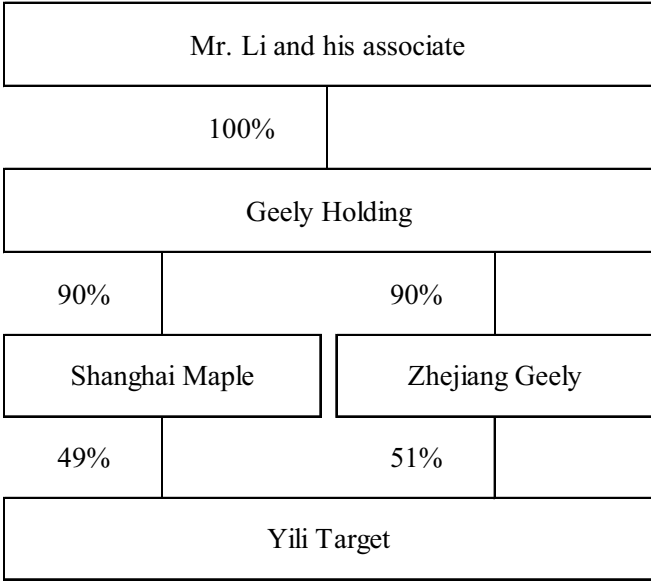 Mr. Li and his associate
100%
Geely Holding
90%
90%
Shanghai Maple
Zhejiang Geely
49%
51%
Yili Target